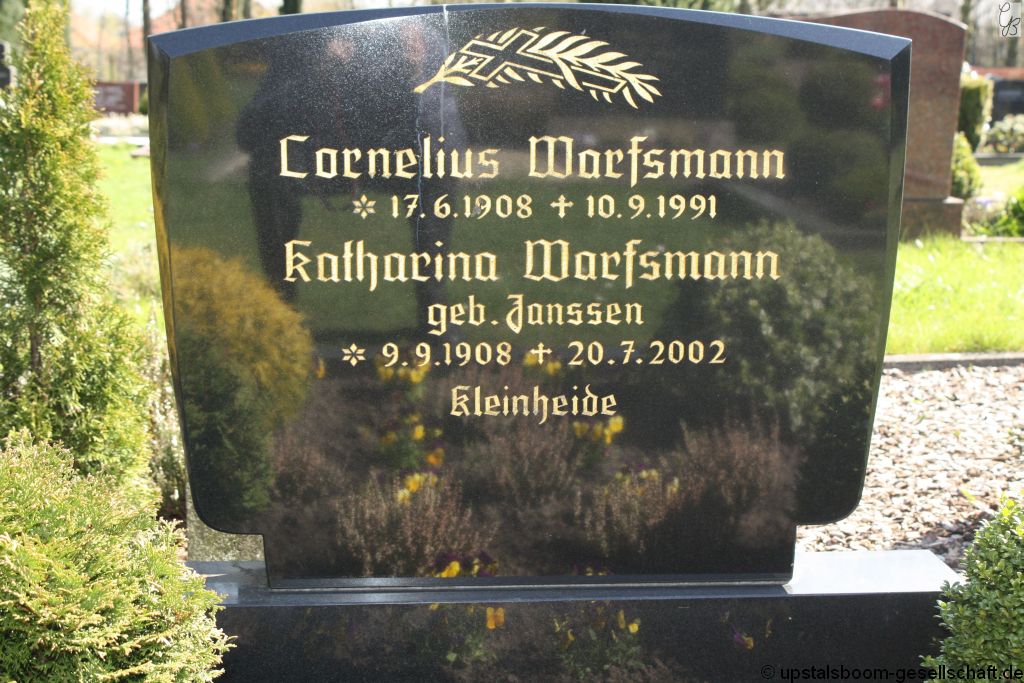 Cornelius Warfsmann
* 17.6.1908 + 10.9.1991
Katharina Warfsmann
geb. Janssen
* 9.9.1908 + 20.7.2002
Kleinheide
© upstalsboom-gesellschaft.de